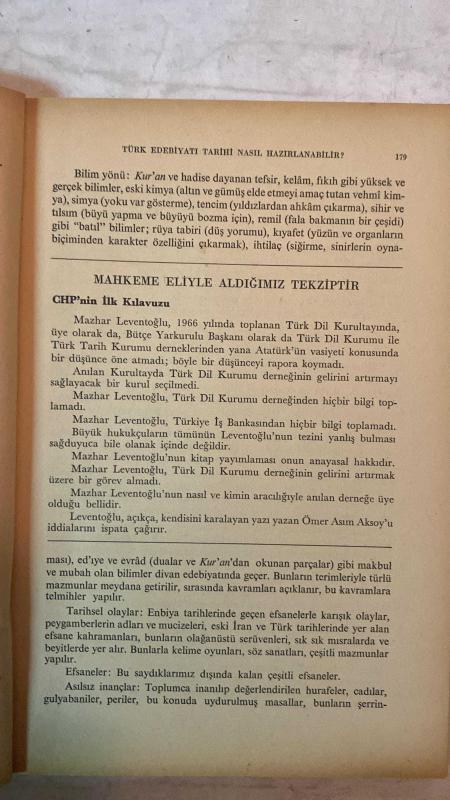 TÜRK EDEBİYATI TARİHİ NASIL HAZIRLANABİLİR? 179
Bilim yönü: Kur'an ve hadise dayanan tefsir, kelâm, fıkıh gibi yüksek ve
gerçek bilimler, eski kimya (altın ve gümüş elde etmeyi amaç tutan vehmî kim-
ya), simya (yoku var gösterme), tencim (yıldızlardan ahkâm çıkarma), sihir ve
tılsım (büyü yapma ve büyüyü bozma için), remil (fala bakmanın bir çeşidi)
gibi "batıl" bilimler; rüya tabiri (düş yorumu), kıyafet (yüzün ve organların
biçiminden karakter özelliğini çıkarmak), ihtilaç (siğirme, sinirlerin oyna-
MAHKEME ELİYLE ALDIĞIMIZ TEKZİPTİR
CHP'nin İlk Kılavuzu
Mazhar Leventoğlu, 1966 yılında toplanan Türk Dil Kurultayında,
üye olarak da, Bütçe Yarkurulu Başkanı olarak da Türk Dil Kurumu ile
Türk Tarih Kurumu derneklerinden yana Atatürk'ün vasiyeti konusunda
bir düşünce öne atmadı; böyle bir düşünceyi rapora koymadı.
Anılan Kurultayda Türk Dil Kurumu derneğinin gelirini artırmayı
sağlayacak bir kurul seçilmedi.
Mazhar Leventoğlu, Türk Dil Kurumu derneğinden hiçbir bilgi top-
lamadı.
Mazhar Leventoğlu, Türkiye İş Bankasından hiçbir bilgi toplamadı.
Büyük hukukçuların tümünün Leventoğlu'nun tezini yanlış bulması
sağduyuca bile olanak içinde değildir.
Mazhar Leventoğlu'nun kitap yayımlaması onun anayasal hakkıdır.
Mazhar Leventoğlu, Türk Dil Kurumu derneğinin gelirini artırmak
üzere bir görev almadı.
Mazhar Leventoğlu'nun nasıl ve kimin aracılığıyle anılan derneğe üye
olduğu bellidir.
Leventoğlu, açıkça, kendisini karalayan yazı yazan Ömer Asım Aksoy'u
iddialarını ispata çağırır.
ması), ed'iye ve evrâd (dualar ve Kur'an'dan okunan parçalar) gibi makbul
ve mubah olan bilimler divan edebiyatında geçer. Bunların terimleriyle türlü
mazmunlar meydana getirilir, sırasında kavramları açıklanır, bu kavramlara
telmihler yapılır.
Tarihsel olaylar: Enbiya tarihlerinde geçen efsanelerle karışık olaylar,
peygamberlerin adları ve mucizeleri, eski İran ve Türk tarihlerinde yer alan
efsane kahramanları, bunların olağanüstü serüvenleri, sık sık mısralarda ve
beyitlerde yer alır. Bunlarla kelime oyunları, söz sanatları, çeşitli mazmunlar
yapılır.
Efsaneler: Bu saydıklarımız dışında kalan çeşitli efsaneler.
Asılsız inançlar: Toplumca inanılıp değerlendirilen hurafeler, cadılar,
gulyabaniler, periler, bu konuda uydurulmuş masallar, bunların şerrin-